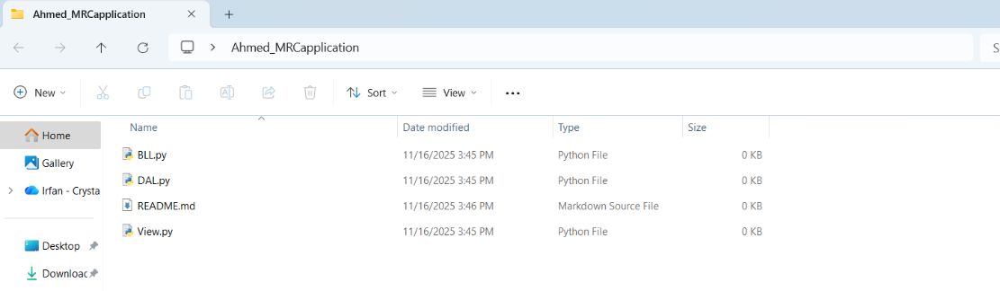 Ahmed_MRCapplication
Ahmed_MRCapplication S
New Sort View
Name Date modified Type Size
Home
Gallery
Irfan - Crysta
Desktop
Downloac
BLL.py 11/16/2025 3:45 PM Python File 0 KB
DAL.py 11/16/2025 3:45 PM Python File 0 KB
README.md 11/16/2025 3:46 PM Markdown Source File 0 KB
View.py 11/16/2025 3:45 PM Python File 0 KB